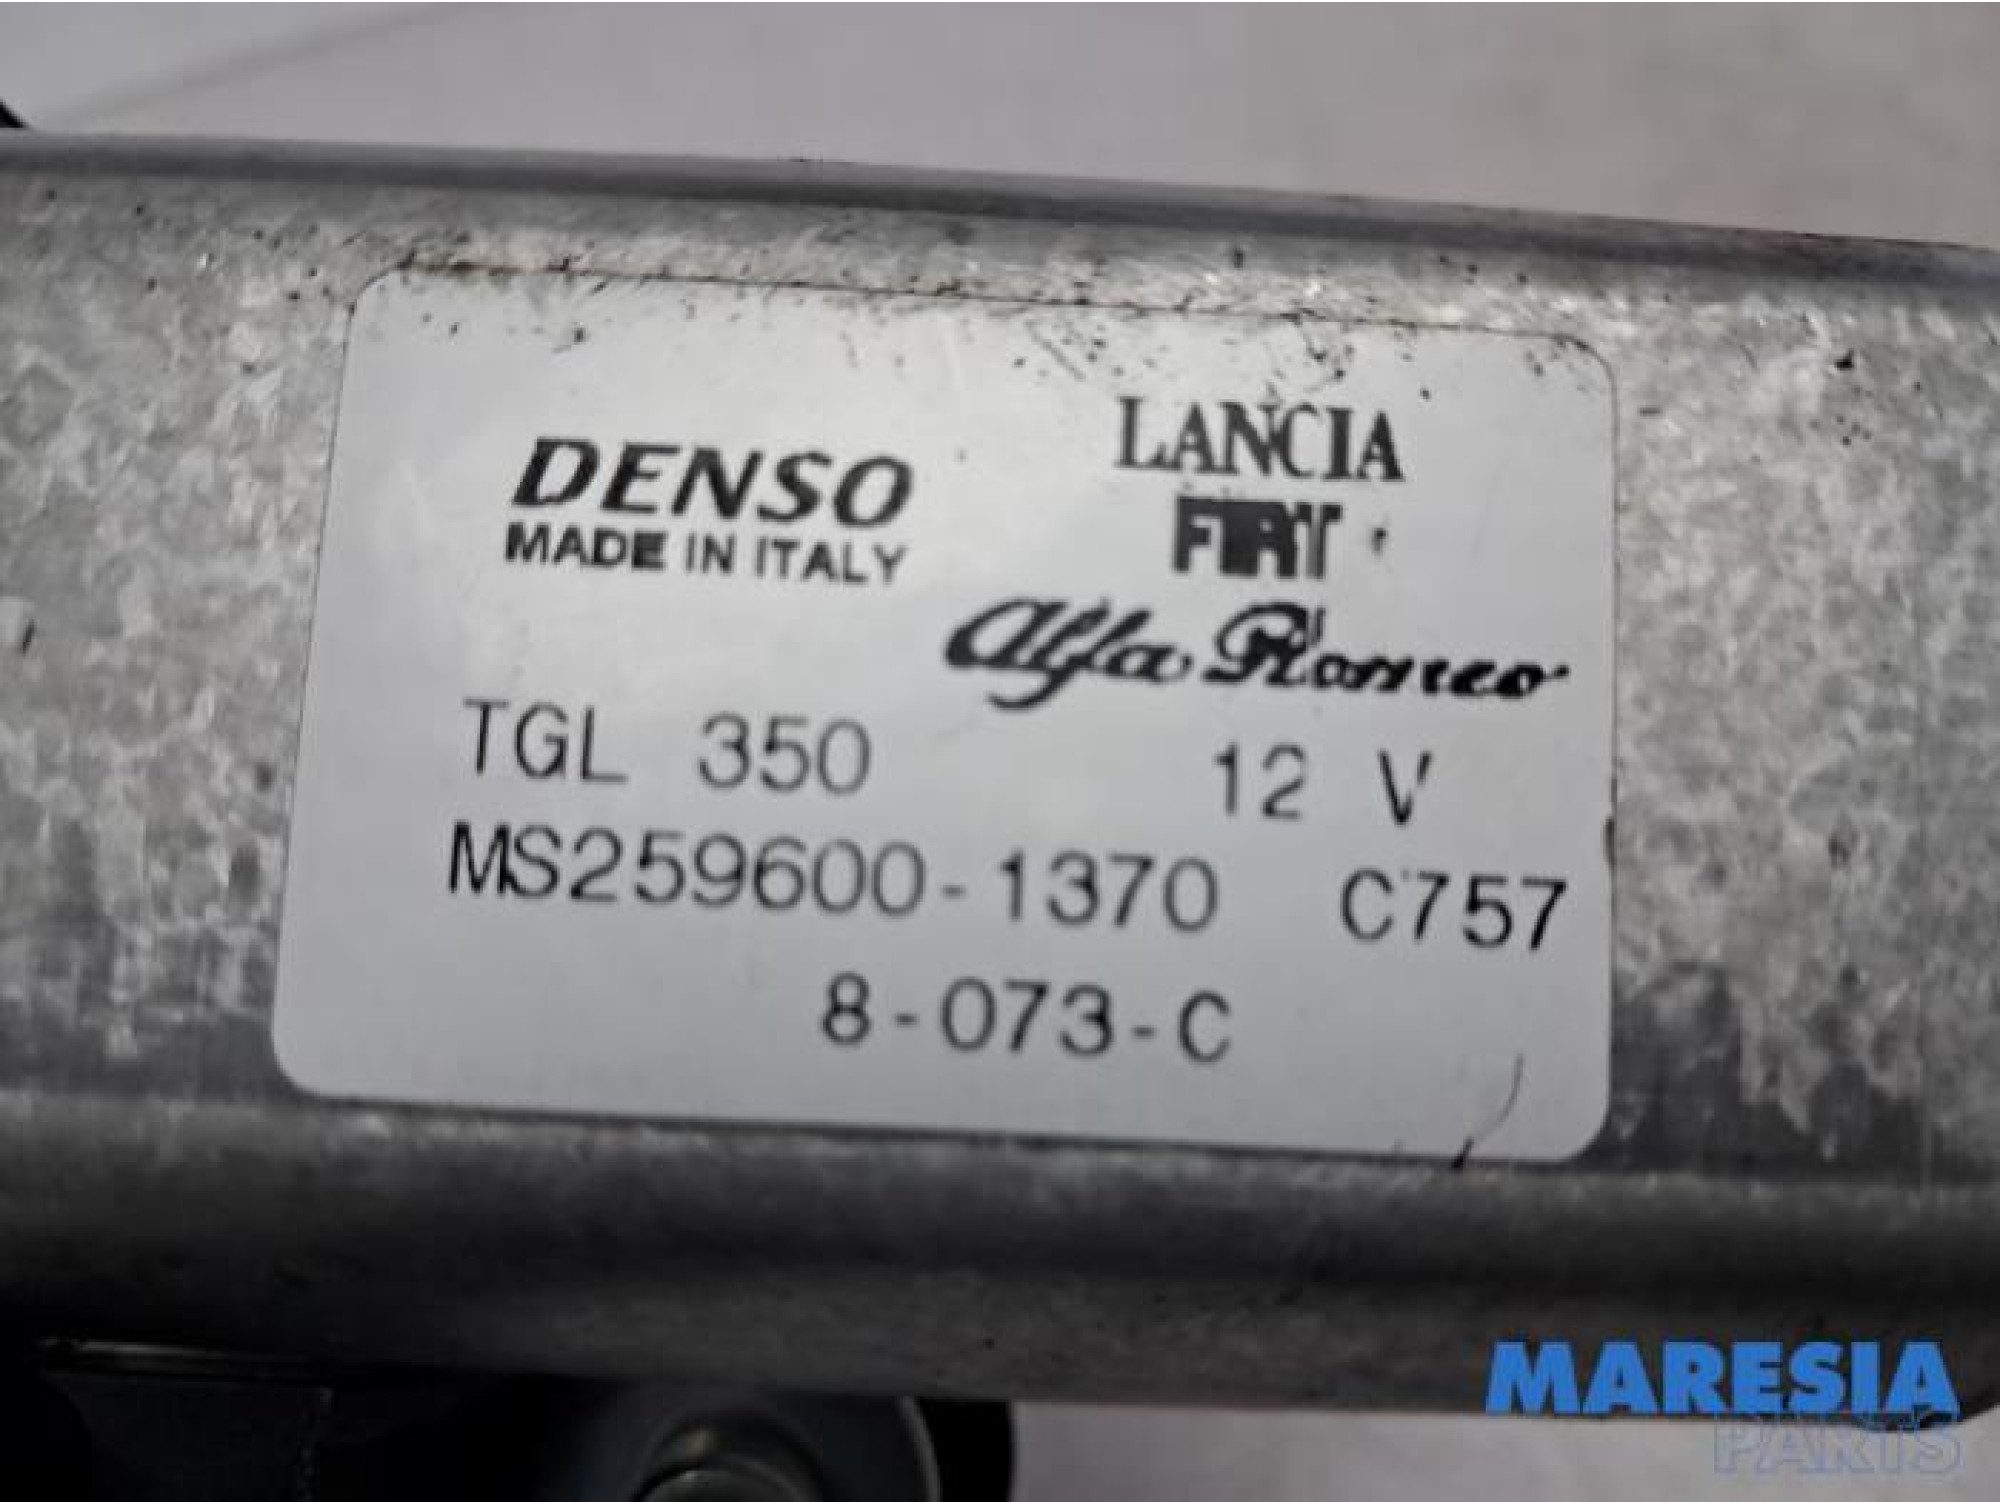 DENSO
MADE IN ITALY
LANCIA
FIAT
Alfa Romeo
TGL 350 12 V
MS259600-1370 C757
8-073-C
MARESIA
PARTS